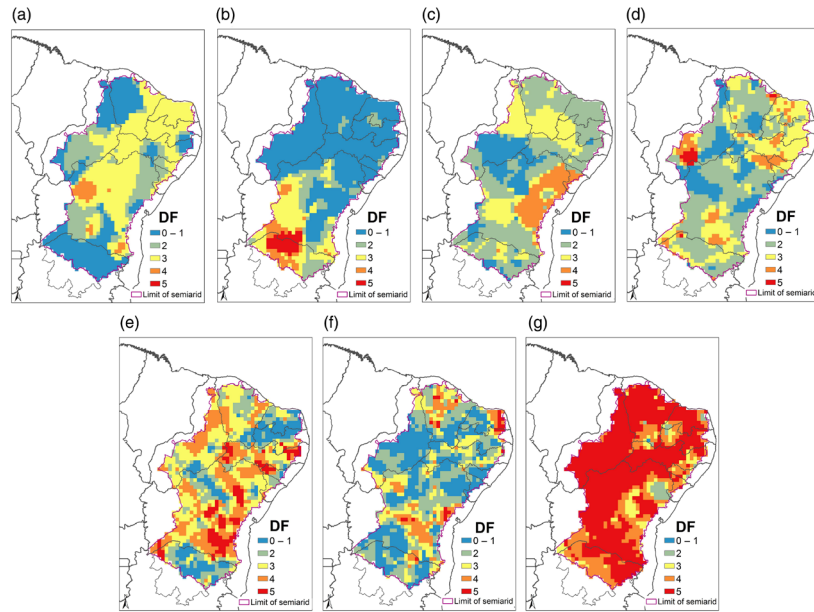 (a)
(b)
(c)
(d)
DF
0 – 1
2
3
4
5
Limit of semiarid
DF
0 – 1
2
3
4
5
Limit of semiarid
DF
0 – 1
2
3
4
5
Limit of semiarid
DF
0 – 1
2
3
4
5
Limit of semiarid
(e)
(f)
(g)
DF
0 – 1
2
3
4
5
Limit of semiarid
DF
0 – 1
2
3
4
5
Limit of semiarid
DF
0 – 1
2
3
4
5
Limit of semiarid